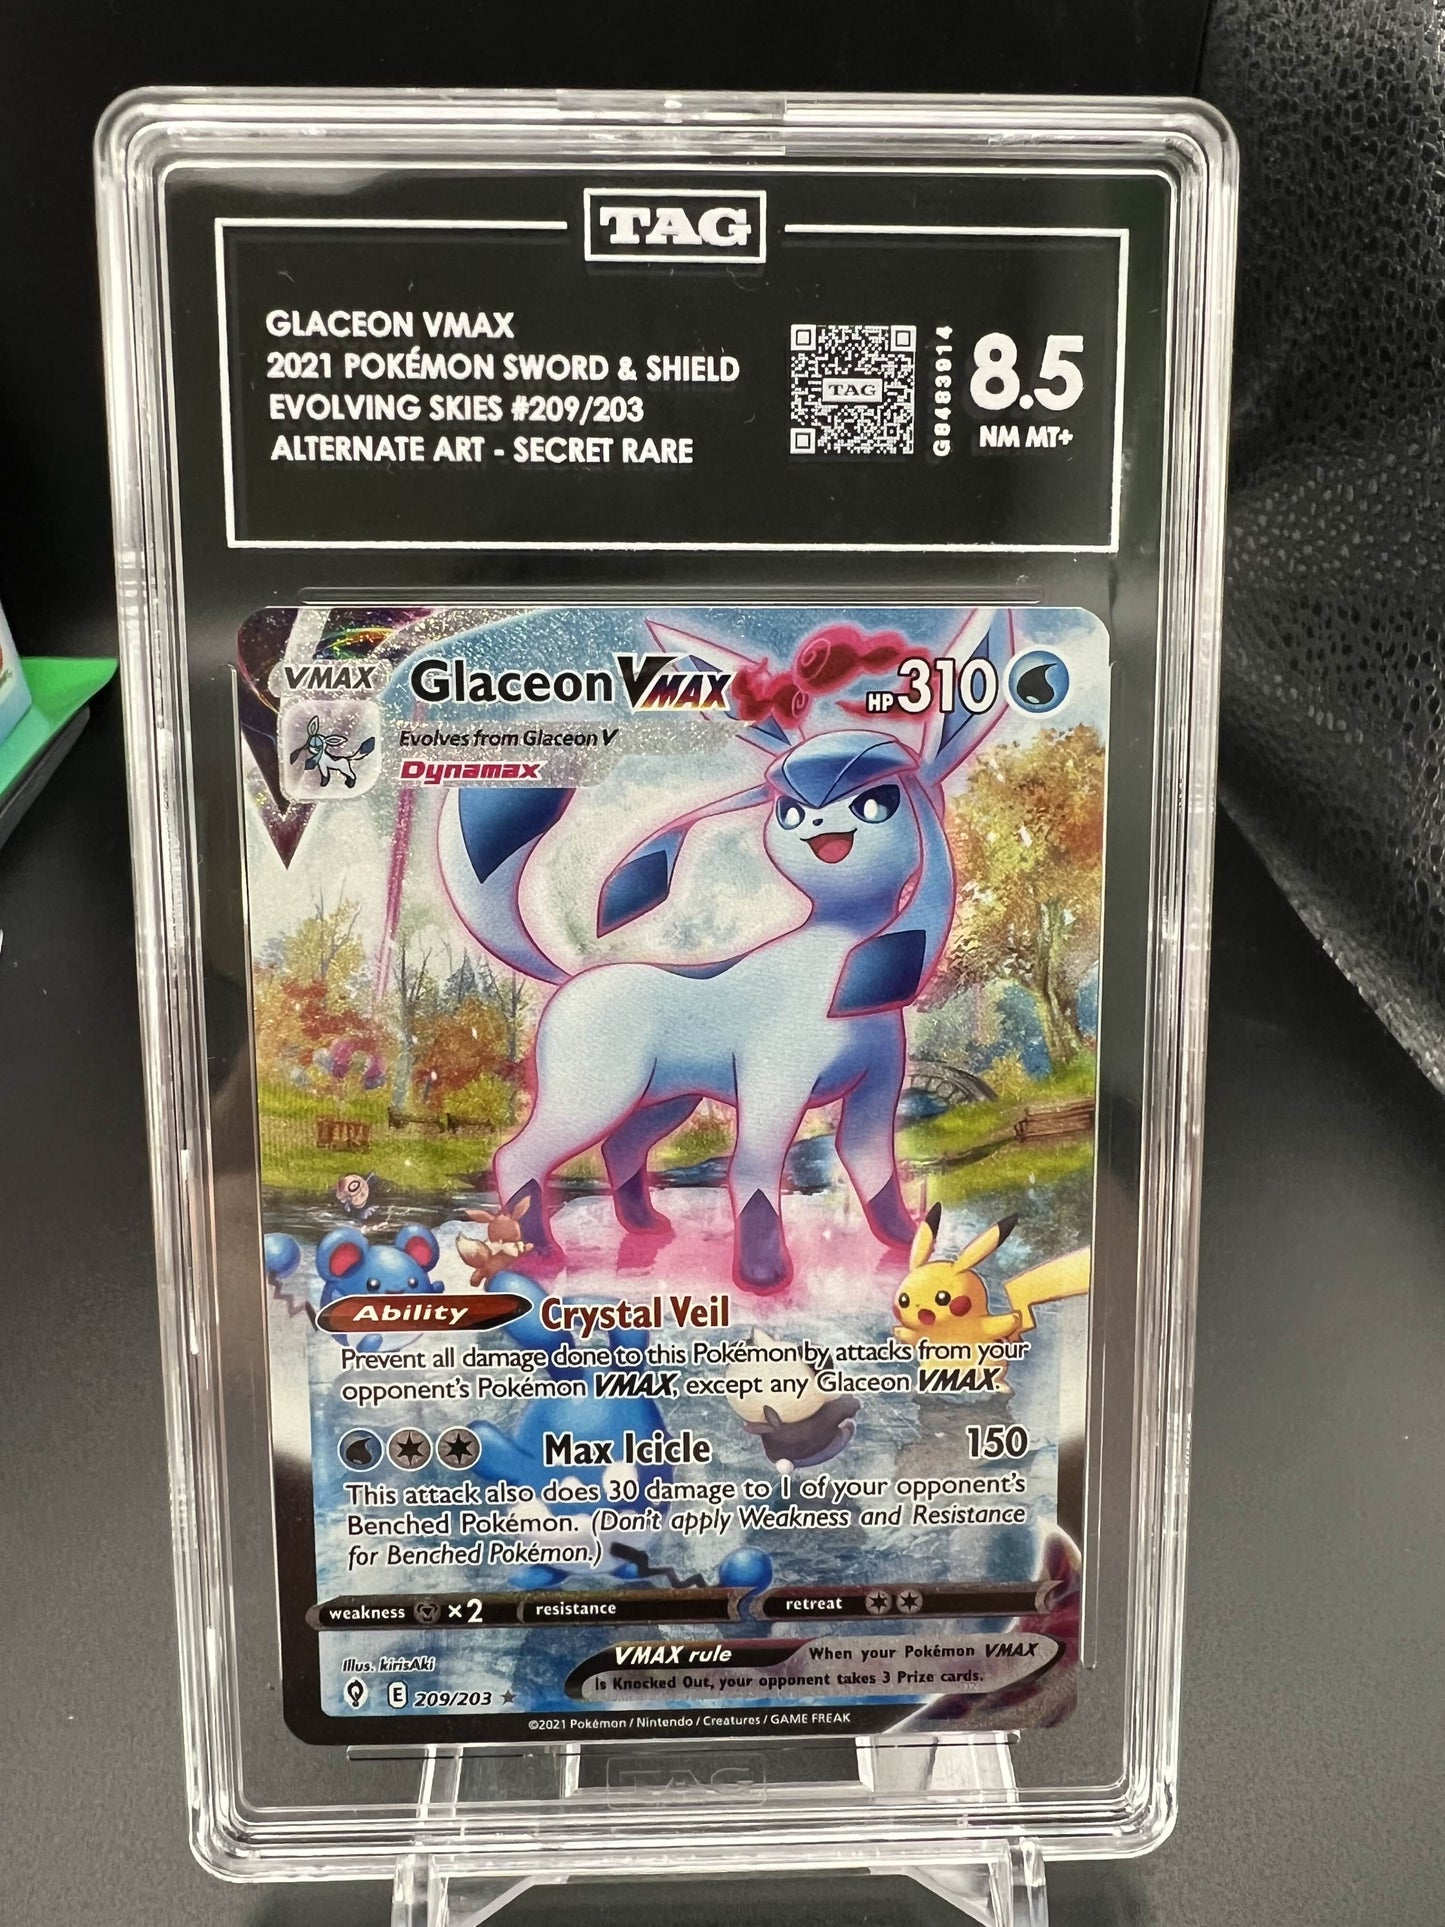 TAG
GLACEON VMAX
2021 POKÉMON SWORD & SHIELD
EVOLVING SKIES #209/203
ALTERNATE ART - SECRET RARE
TAG
G8483914
8.5
NM MT+
VMAX
Glaceon VMAX
HP 310
Evolves from Glaceon V
Dynamax
Ability Crystal Veil
Prevent all damage done to this Pokémon by attacks from your
opponent's Pokémon VMAX, except any Glaceon VMAX.
Max Icicle 150
This attack also does 30 damage to 1 of your opponent's
Benched Pokémon. (Don't apply Weakness and Resistance
for Benched Pokémon.)
weakness ×2 resistance retreat
VMAX rule When your Pokémon VMAX
is Knocked Out, your opponent takes 3 Prize cards.
Illus. kirisAki
E 209/203 ★
©2021 Pokémon / Nintendo / Creatures / GAME FREAK
TAG